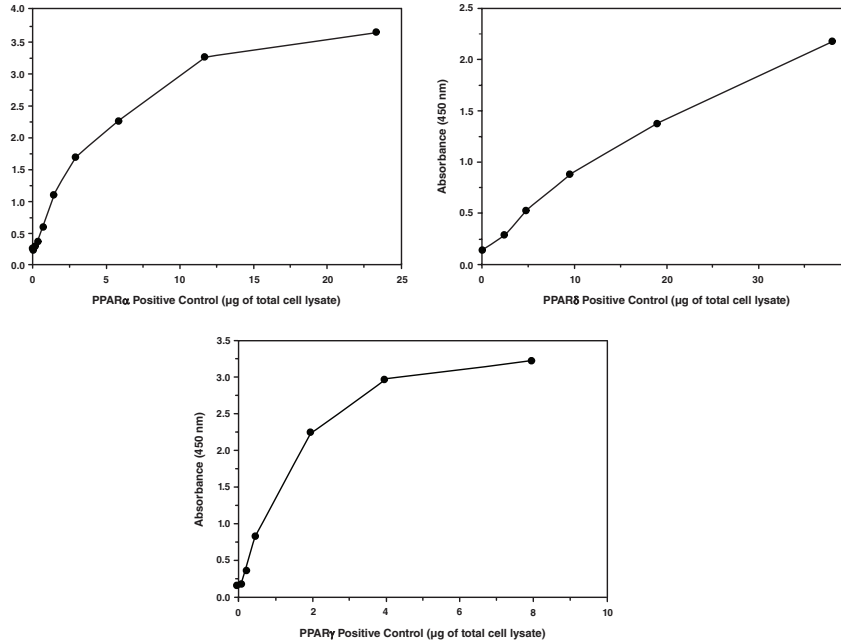 4.0
3.5
3.0
2.5
2.0
1.5
1.0
0.5
0.0
0 5 10 15 20 25
PPARα Positive Control (µg of total cell lysate)
2.5
2.0
1.5
1.0
0.5
0.0
Absorbance (450 nm)
0 10 20 30
PPARδ Positive Control (µg of total cell lysate)
3.5
3.0
2.5
2.0
1.5
1.0
0.5
0.0
Absorbance (450 nm)
0 2 4 6 8 10
PPARγ Positive Control (µg of total cell lysate)